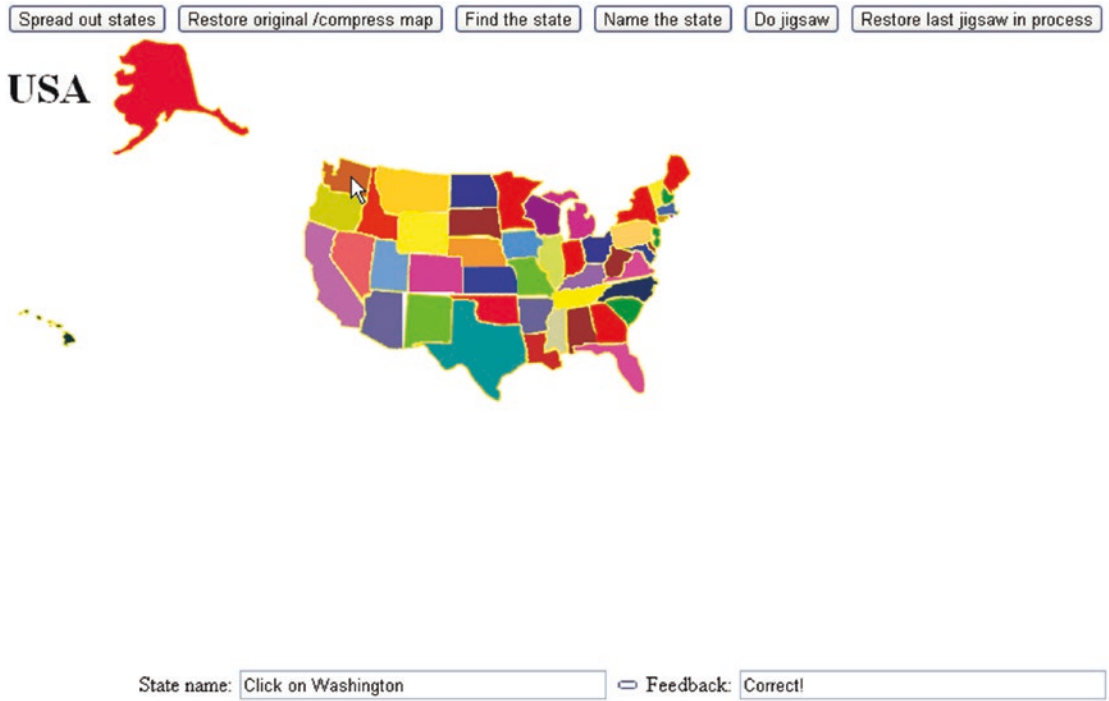 Spread out states Restore original /compress map Find the state Name the state Do jigsaw Restore last jigsaw in process
USA
State name: Click on Washington Feedback: Correct!